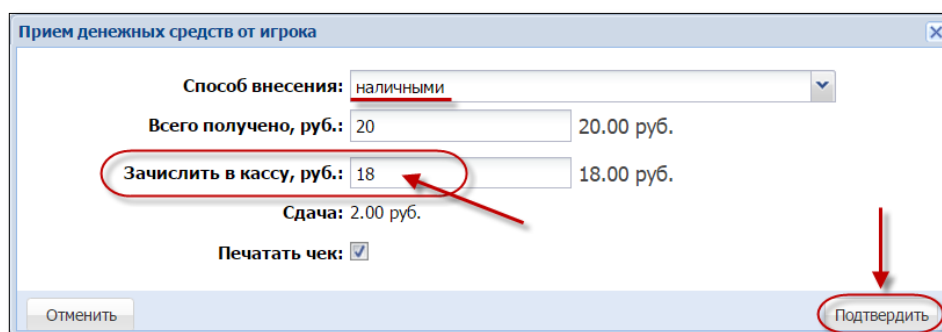 Прием денежных средств от игрока
Способ внесения: наличными
Всего получено, руб.: 20 20.00 руб.
Зачислить в кассу, руб.: 18 18.00 руб.
Сдача: 2.00 руб.
Печатать чек:
Отменить Подтвердить